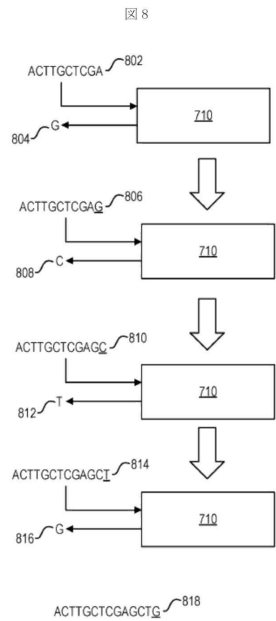 図 8
ACTTGCTCGA 802
710
804 G
ACTTGCTCGAG 806
710
808 C
ACTTGCTCGAGC 810
710
812 T
ACTTGCTCGAGCT 814
710
816 G
ACTTGCTCGAGCTG 818